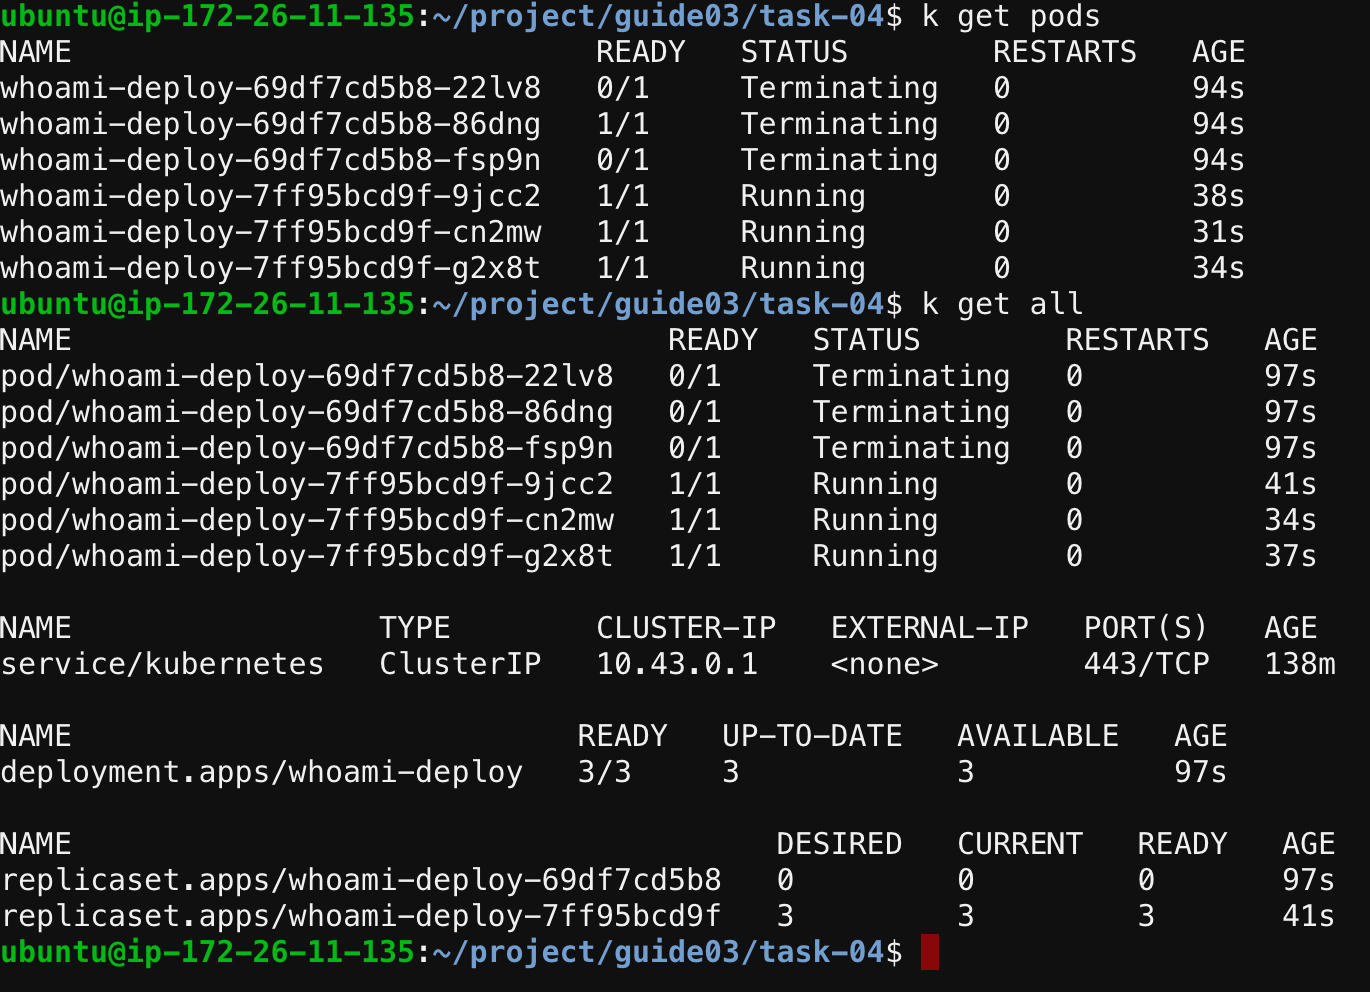 ubuntu@ip-172-26-11-135:~/project/guide03/task-04$ k get pods
NAME                             READY   STATUS        RESTARTS   AGE
whoami-deploy-69df7cd5b8-22lv8   0/1     Terminating   0          94s
whoami-deploy-69df7cd5b8-86dng   1/1     Terminating   0          94s
whoami-deploy-69df7cd5b8-fsp9n   0/1     Terminating   0          94s
whoami-deploy-7ff95bcd9f-9jcc2   1/1     Running       0          38s
whoami-deploy-7ff95bcd9f-cn2mw   1/1     Running       0          31s
whoami-deploy-7ff95bcd9f-g2x8t   1/1     Running       0          34s
ubuntu@ip-172-26-11-135:~/project/guide03/task-04$ k get all
NAME                                 READY   STATUS        RESTARTS   AGE
pod/whoami-deploy-69df7cd5b8-22lv8   0/1     Terminating   0          97s
pod/whoami-deploy-69df7cd5b8-86dng   0/1     Terminating   0          97s
pod/whoami-deploy-69df7cd5b8-fsp9n   0/1     Terminating   0          97s
pod/whoami-deploy-7ff95bcd9f-9jcc2   1/1     Running       0          41s
pod/whoami-deploy-7ff95bcd9f-cn2mw   1/1     Running       0          34s
pod/whoami-deploy-7ff95bcd9f-g2x8t   1/1     Running       0          37s
NAME                 TYPE        CLUSTER-IP   EXTERNAL-IP   PORT(S)   AGE
service/kubernetes   ClusterIP   10.43.0.1    <none>        443/TCP   138m
NAME                            READY   UP-TO-DATE   AVAILABLE   AGE
deployment.apps/whoami-deploy   3/3     3            3           97s
NAME                                       DESIRED   CURRENT   READY   AGE
replicaset.apps/whoami-deploy-69df7cd5b8   0         0         0       97s
replicaset.apps/whoami-deploy-7ff95bcd9f   3         3         3       41s
ubuntu@ip-172-26-11-135:~/project/guide03/task-04$